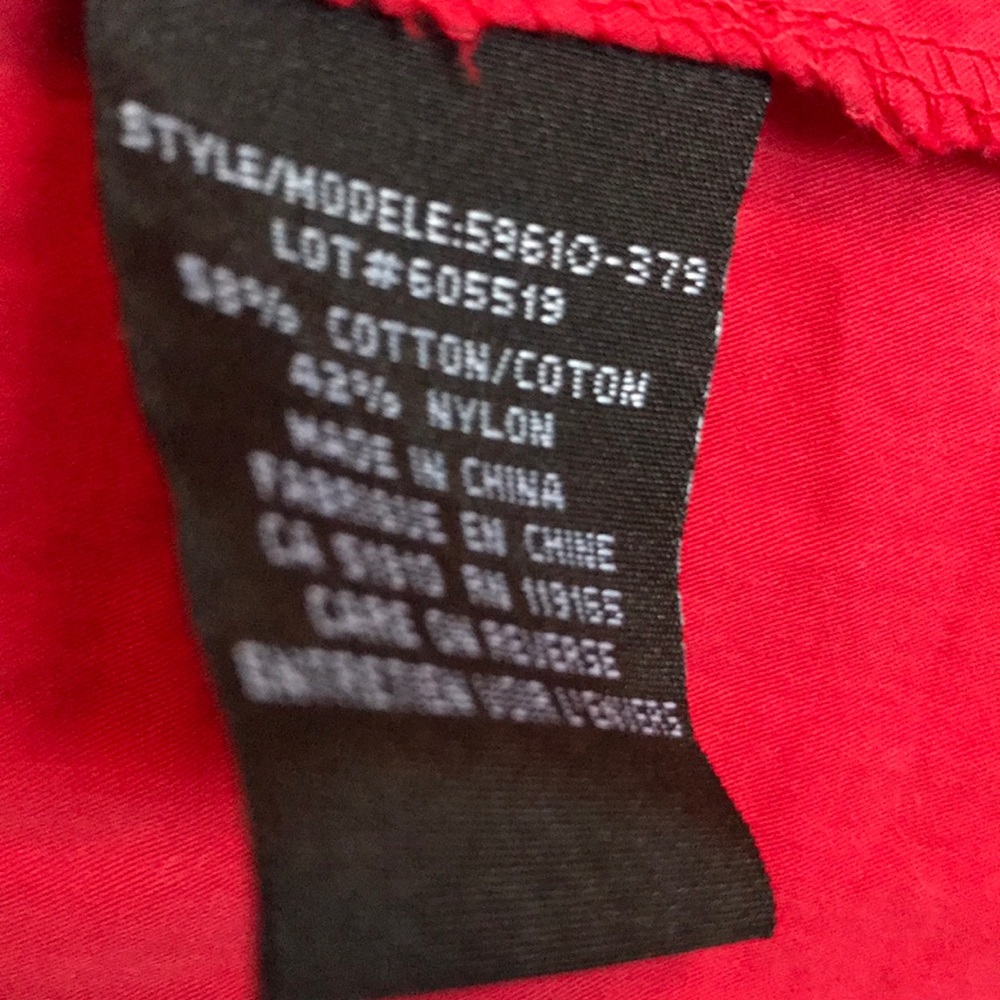 STYLE/MODELE:59610-379
LOT#605519
58% COTTON/COTON
42% NYLON
MADE IN CHINA
FABRIQUE EN CHINE
CA RN 119165
CARE ON REVERSE
ENTRETIEN VOIR L'ENVERS